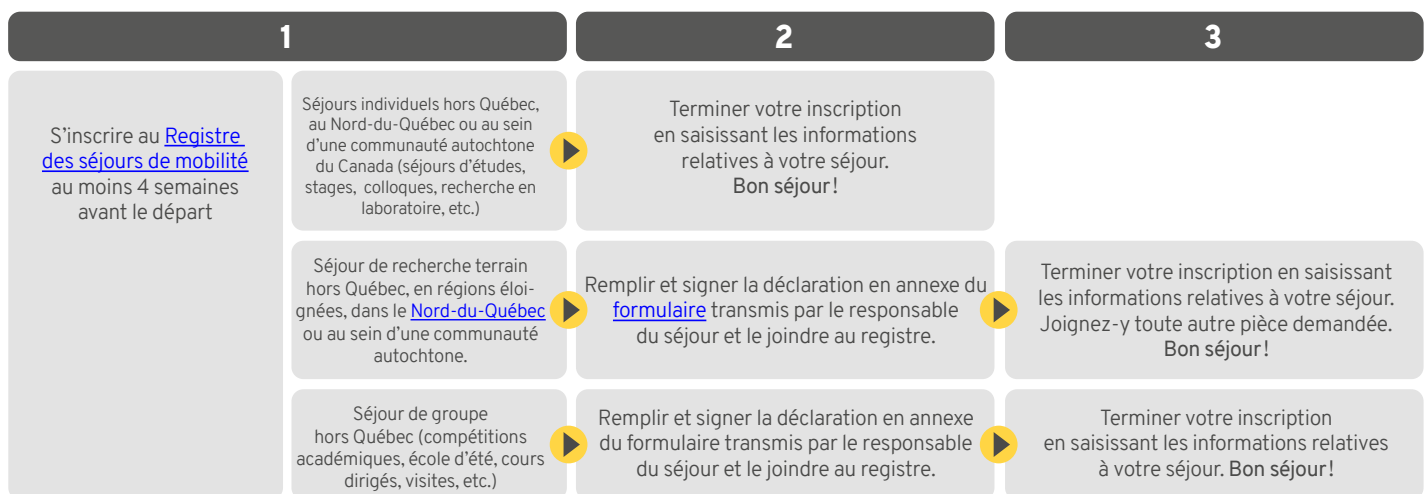 1
2
3
S'inscrire au Registre
des séjours de mobilité
au moins 4 semaines
avant le départ
Séjours individuels hors Québec,
au Nord-du-Québec ou au sein
d'une communauté autochtone
du Canada (séjours d'études,
stages, colloques, recherche en
laboratoire, etc.)
Terminer votre inscription
en saisissant les informations
relatives à votre séjour.
Bon séjour!
Séjour de recherche terrain
hors Québec, en régions éloi-
gnées, dans le Nord-du-Québec
ou au sein d'une communauté
autochtone.
Remplir et signer la déclaration en annexe du
formulaire transmis par le responsable
du séjour et le joindre au registre.
Terminer votre inscription en saisissant
les informations relatives à votre séjour.
Joignez-y toute autre pièce demandée.
Bon séjour!
Séjour de groupe
hors Québec (compétitions
académiques, école d'été, cours
dirigés, visites, etc.)
Remplir et signer la déclaration en annexe
du formulaire transmis par le responsable
du séjour et le joindre au registre.
Terminer votre inscription
en saisissant les informations relatives
à votre séjour. Bon séjour!